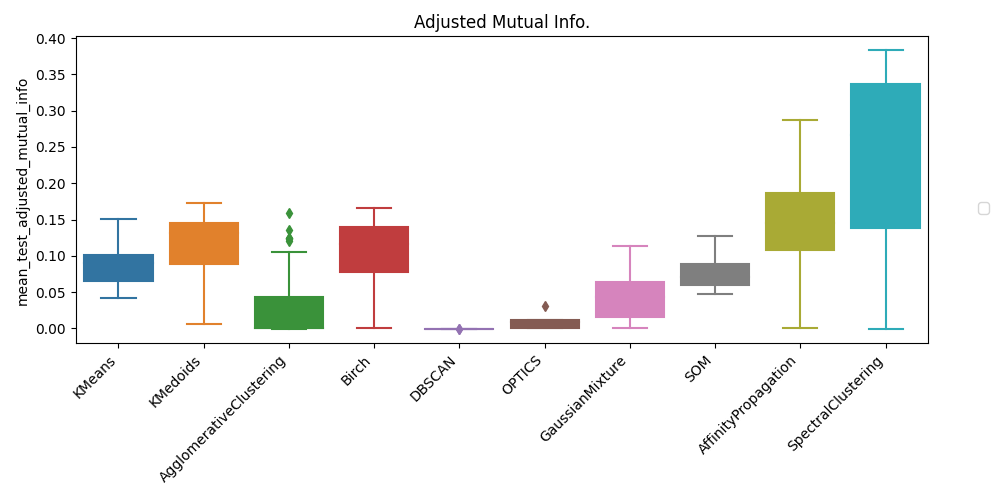 Adjusted Mutual Info.
mean_test_adjusted_mutual_info
0.40
0.35
0.30
0.25
0.20
0.15
0.10
0.05
0.00
KMeans
KMedoids
AgglomerativeClustering
Birch
DBSCAN
OPTICS
GaussianMixture
SOM
AffinityPropagation
SpectralClustering